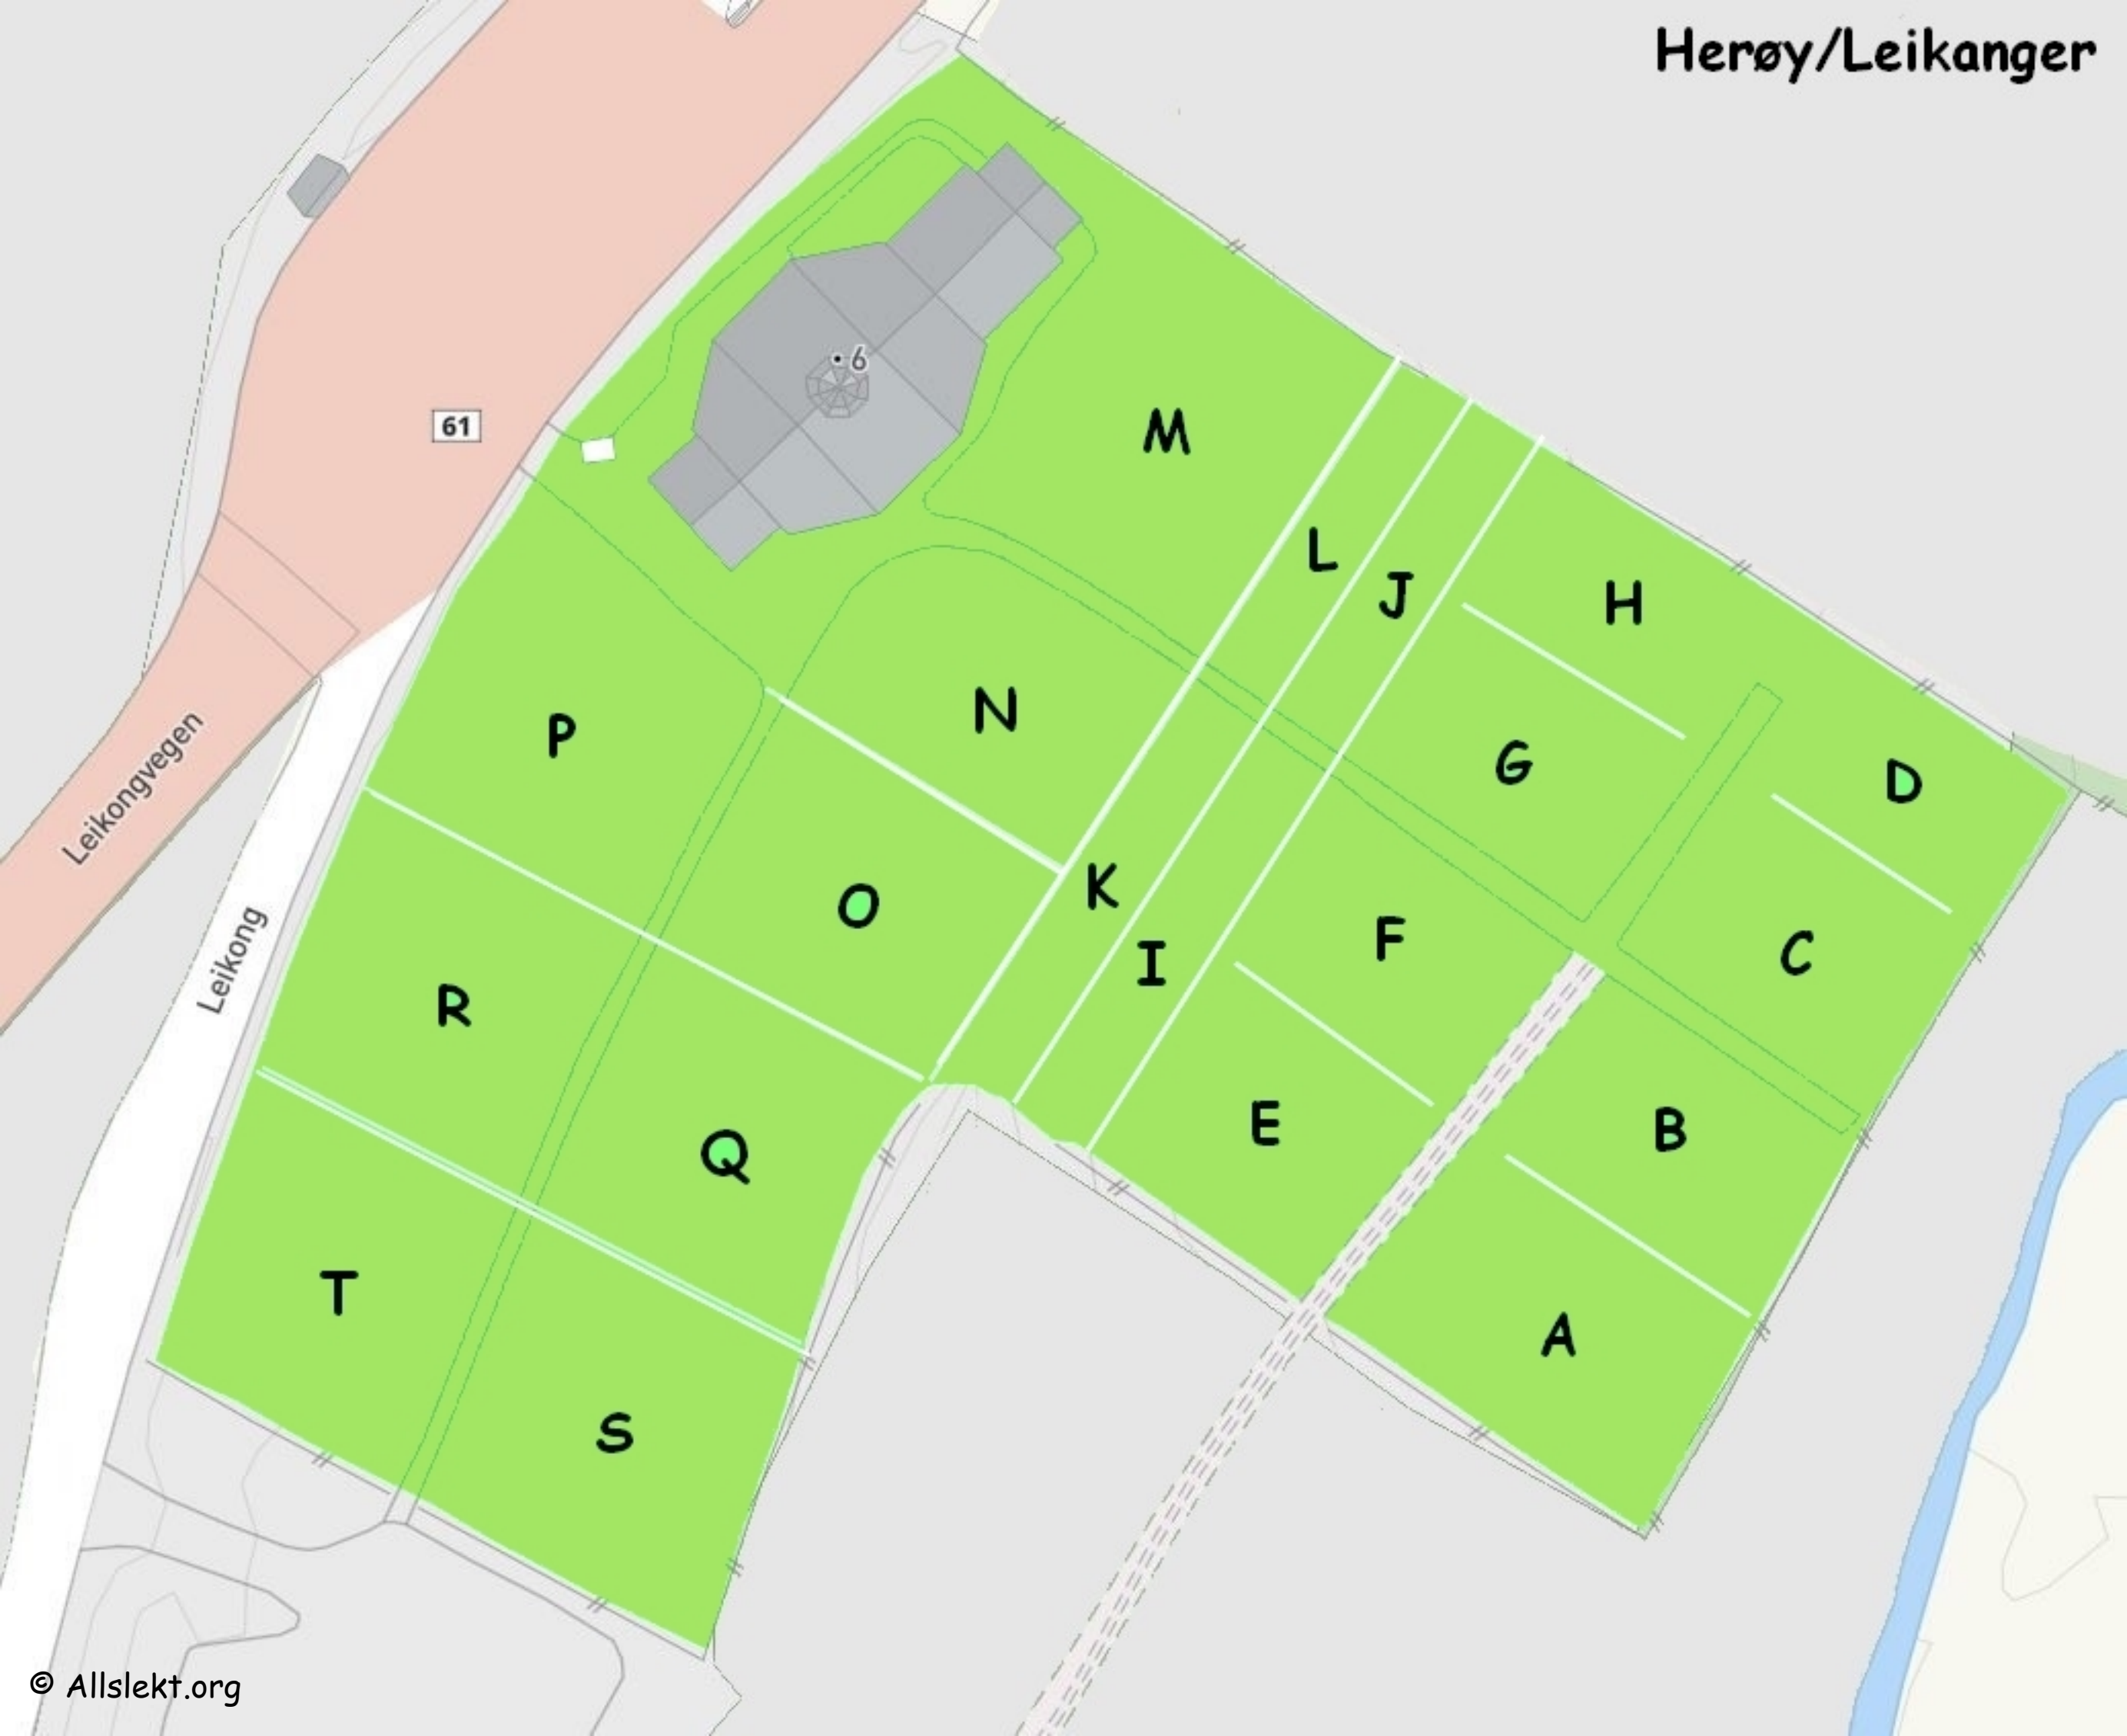 Herøy/Leikanger
6
61
M
L
J
H
P
N
G
D
K
O
F
I
C
R
E
B
Q
T
A
S
Leikongvegen
Leikong
© Allslekt.org